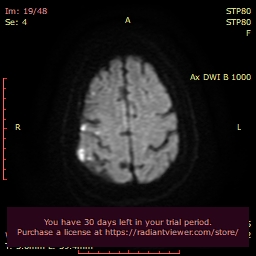 Im: 19/48
Se: 4
STP80
STP80
F
A
Ax DWI B 1000
R
L
You have 30 days left in your trial period.
Purchase a license at https://radiantviewer.com/store/